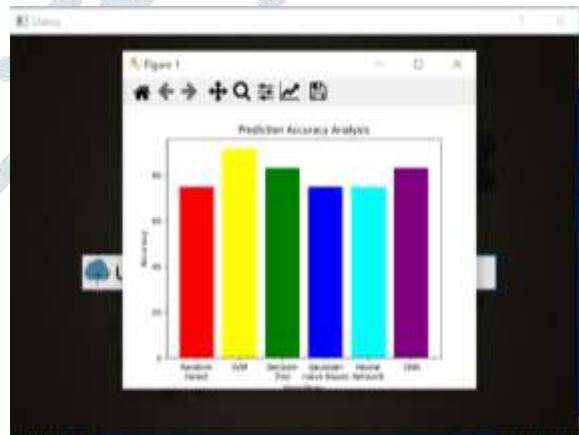 Figure 1
Prediction Accuracy Analysis
Accuracy
80
60
40
20
0
Random Forest
SVM
Decision Tree
Gaussian Naive Bayes
Neural Network